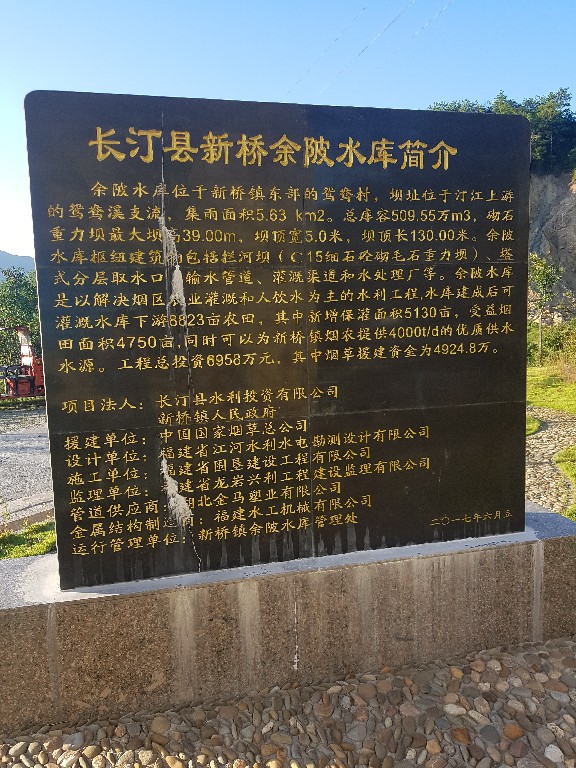 长汀县新桥余陂水库简介
余陂水库位于新桥镇东部的鸳鸯村，坝址位于汀江上游
的鸳鸯溪支流，集雨面积5.63 km2。总库容509.55万m3，砌石
重力坝最大坝高39.00m，坝顶宽5.0米，坝顶长130.00米。余陂
水库枢纽建筑物包括拦河坝（C15细石砼砌毛石重力坝）、塔
式分层取水口、输水管道、灌溉渠道和水处理厂等。余陂水库
是以解决烟区农业灌溉和人饮水为主的水利工程，水库建成后可
灌溉水库下游8823亩农田，其中新增保灌面积5130亩，受益烟
田面积4750亩，同时可以为新桥镇烟农提供4000t/d的优质供水
水源。工程总投资6958万元，其中烟草援建资金为4924.8万。
项目法人：长汀县水利投资有限公司
新桥镇人民政府
援建单位：中国国家烟草总公司
设计单位：福建省江河水利水电勘测设计有限公司
施工单位：福建省围垦建设工程有限公司
监理单位：福建省龙岩兴利工程建设监理有限公司
管道供应商：湖北金马塑业有限公司
金属结构制造商：福建水工机械有限公司
运行管理单位：新桥镇余陂水库管理处
二〇一七年六月立